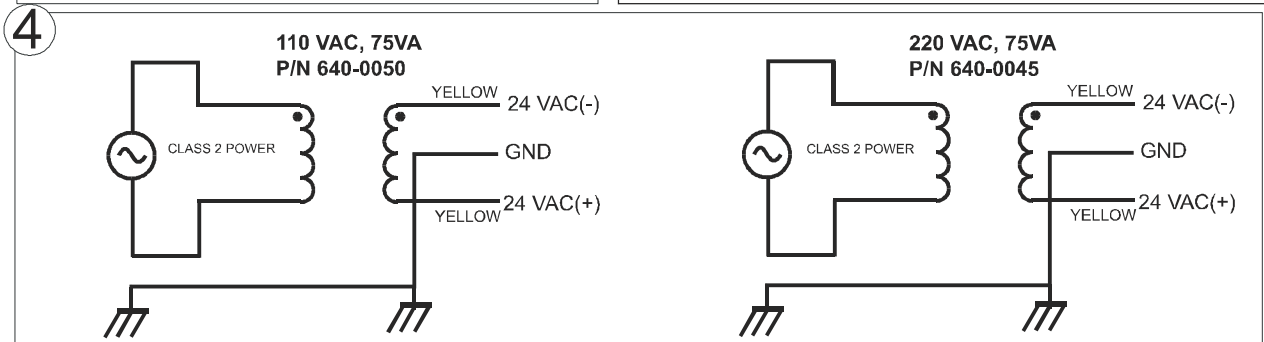 4
110 VAC, 75VA
P/N 640-0050
YELLOW
24 VAC(-)
CLASS 2 POWER
GND
24 VAC(+)
YELLOW
220 VAC, 75VA
P/N 640-0045
YELLOW
24 VAC(-)
CLASS 2 POWER
GND
24 VAC(+)
YELLOW